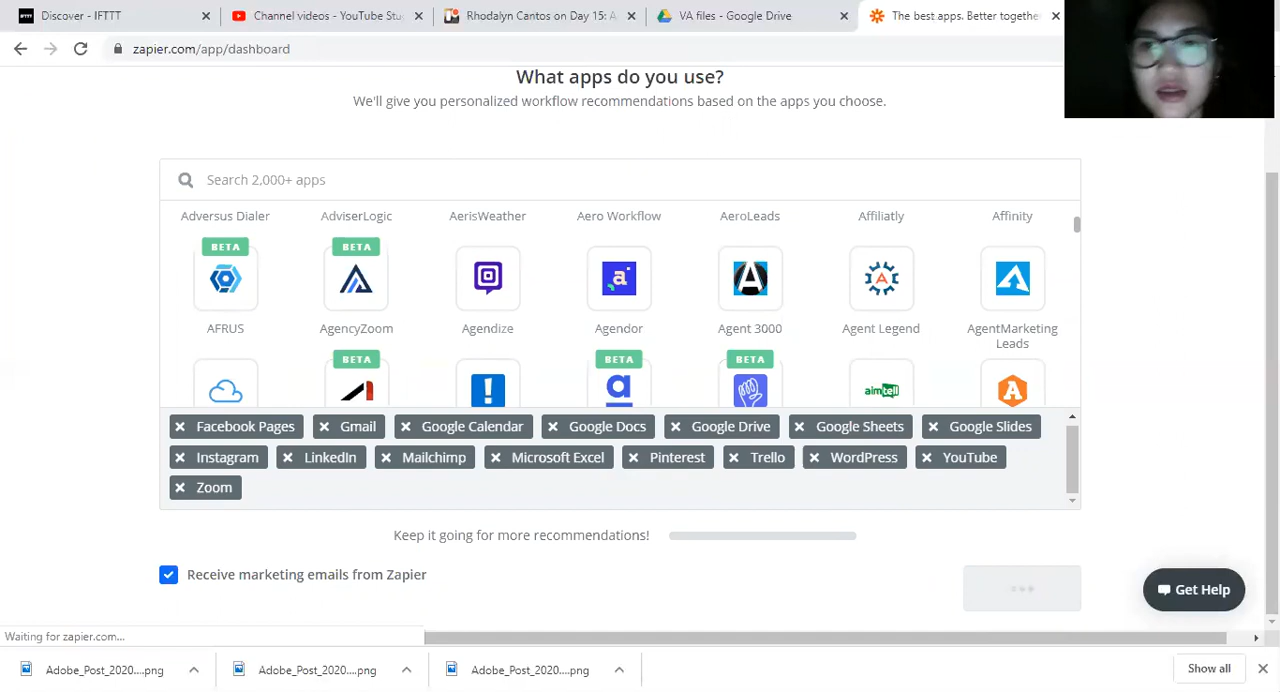 IFTTT Discover - IFTTT × Channel videos - YouTube Stu × Rhodalyn Cantos on Day 15: A × VA files - Google Drive × The best apps. Better togethe ×
zapier.com/app/dashboard
What apps do you use?
We'll give you personalized workflow recommendations based on the apps you choose.
Search 2,000+ apps
Adversus Dialer AdviserLogic AerisWeather Aero Workflow AeroLeads Affiliatly Affinity
BETA BETA
AFRUS AgencyZoom Agendize Agendor Agent 3000 Agent Legend AgentMarketing
Leads
BETA BETA BETA
aimtell
× Facebook Pages × Gmail × Google Calendar × Google Docs × Google Drive × Google Sheets × Google Slides
× Instagram × LinkedIn × Mailchimp × Microsoft Excel × Pinterest × Trello × WordPress × YouTube
× Zoom
Keep it going for more recommendations!
Receive marketing emails from Zapier
Get Help
Waiting for zapier.com...
Adobe_Post_2020....png Adobe_Post_2020....png Adobe_Post_2020....png Show all ×